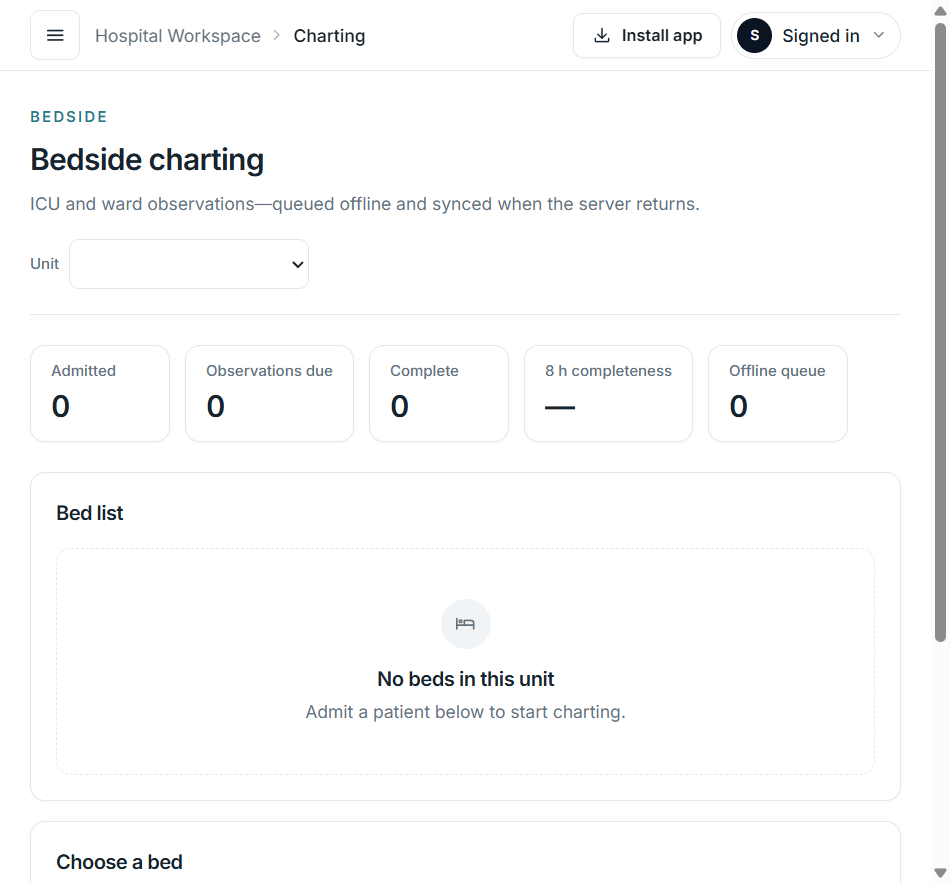 Hospital Workspace > Charting
Install app
S Signed in
BEDSIDE
Bedside charting
ICU and ward observations—queued offline and synced when the server returns.
Unit
Admitted
0
Observations due
0
Complete
0
8 h completeness
—
Offline queue
0
Bed list
No beds in this unit
Admit a patient below to start charting.
Choose a bed